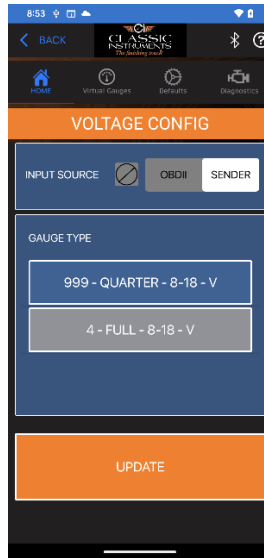 8:53
BACK
CLASSIC
INSTRUMENTS
The finishing touch
HOME
Virtual Gauges
Defaults
Diagnostics
VOLTAGE CONFIG
INPUT SOURCE
OBDII
SENDER
GAUGE TYPE
999 - QUARTER - 8-18 - V
4 - FULL - 8-18 - V
UPDATE